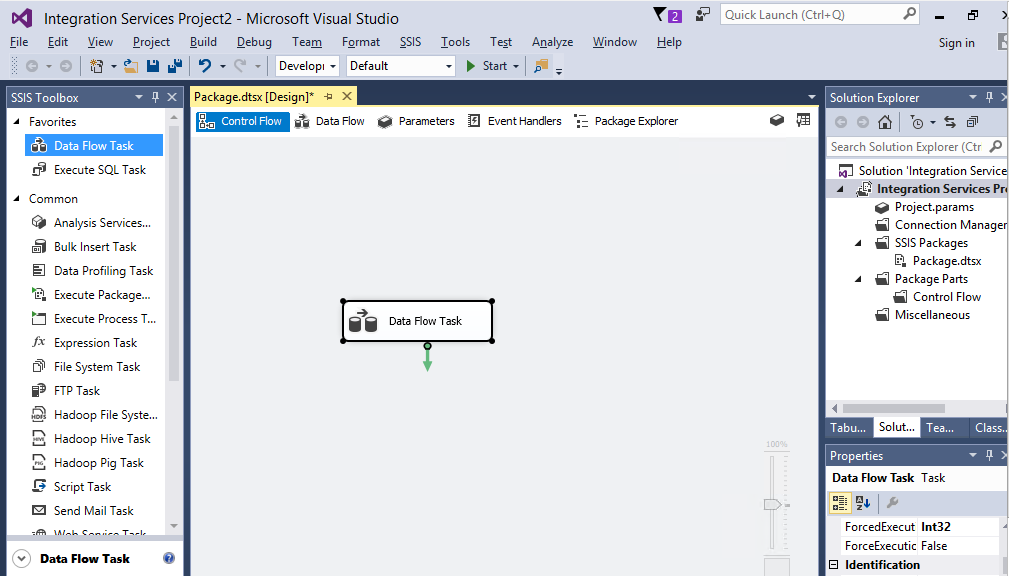 Integration Services Project2 - Microsoft Visual Studio
2
Quick Launch (Ctrl+Q)
File Edit View Project Build Debug Team Format SSIS Tools Test Analyze Window Help
Sign in
Develop Default Start
SSIS Toolbox
Favorites
Data Flow Task
Execute SQL Task
Common
Analysis Services...
Bulk Insert Task
Data Profiling Task
Execute Package...
Execute Process T...
Expression Task
File System Task
FTP Task
Hadoop File Syste...
Hadoop Hive Task
Hadoop Pig Task
Script Task
Send Mail Task
Web Service Task
Data Flow Task
Package.dtsx [Design]*
Control Flow Data Flow Parameters Event Handlers Package Explorer
Data Flow Task
100%
Solution Explorer
Search Solution Explorer (Ctr
Solution 'Integration Service
Integration Services Pr
Project.params
Connection Manager
SSIS Packages
Package.dtsx
Package Parts
Control Flow
Miscellaneous
Tabu... Solut... Tea... Class...
Properties
Data Flow Task Task
ForcedExecut Int32
ForceExecutic False
Identification